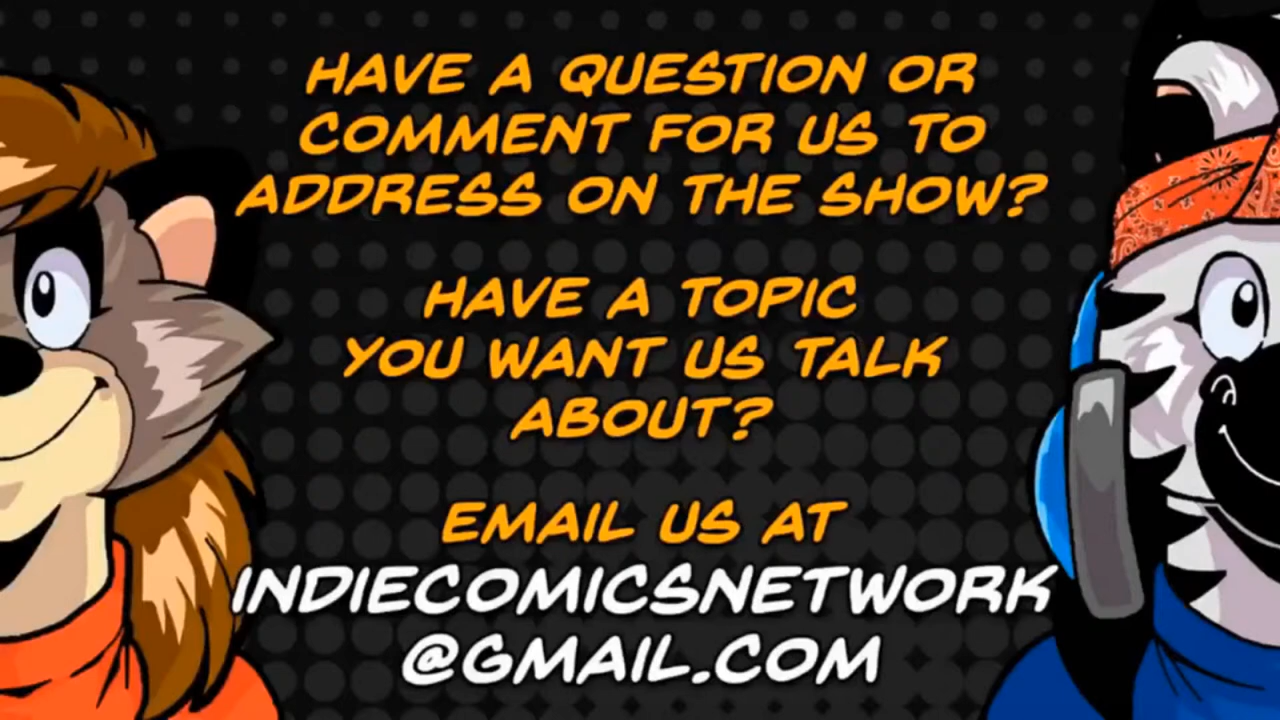 HAVE A QUESTION OR
COMMENT FOR US TO
ADDRESS ON THE SHOW?
HAVE A TOPIC
YOU WANT US TALK
ABOUT?
EMAIL US AT
INDIECOMICSNETWORK
@GMAIL.COM